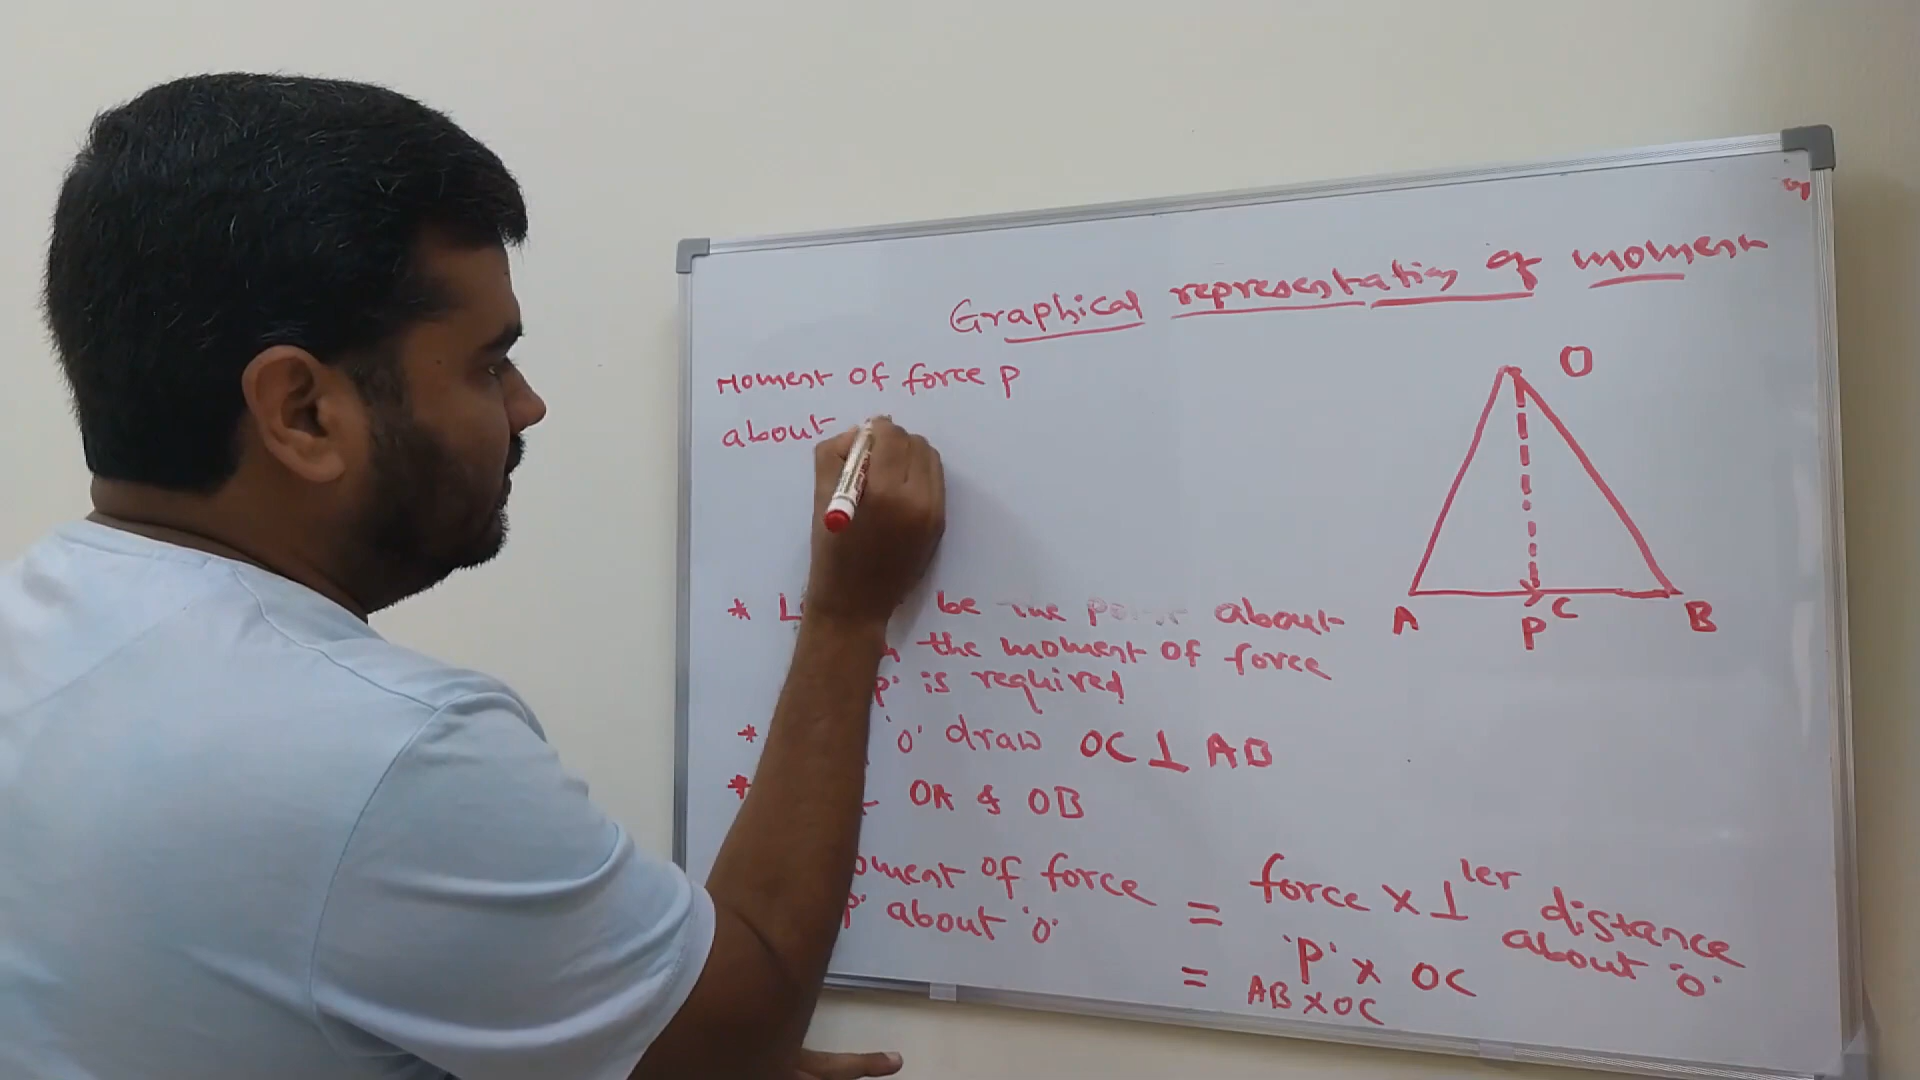 Graphical representation of moment
Moment of force P
about
O
A
C
B
P
* be the point about
the moment of force
'P' is required
* 'O' draw OC ⊥ AB
* OA & OB
moment of force = force X ⊥ ler distance
'P' about 'O' about 'O'
= 'P' X OC
AB X OC